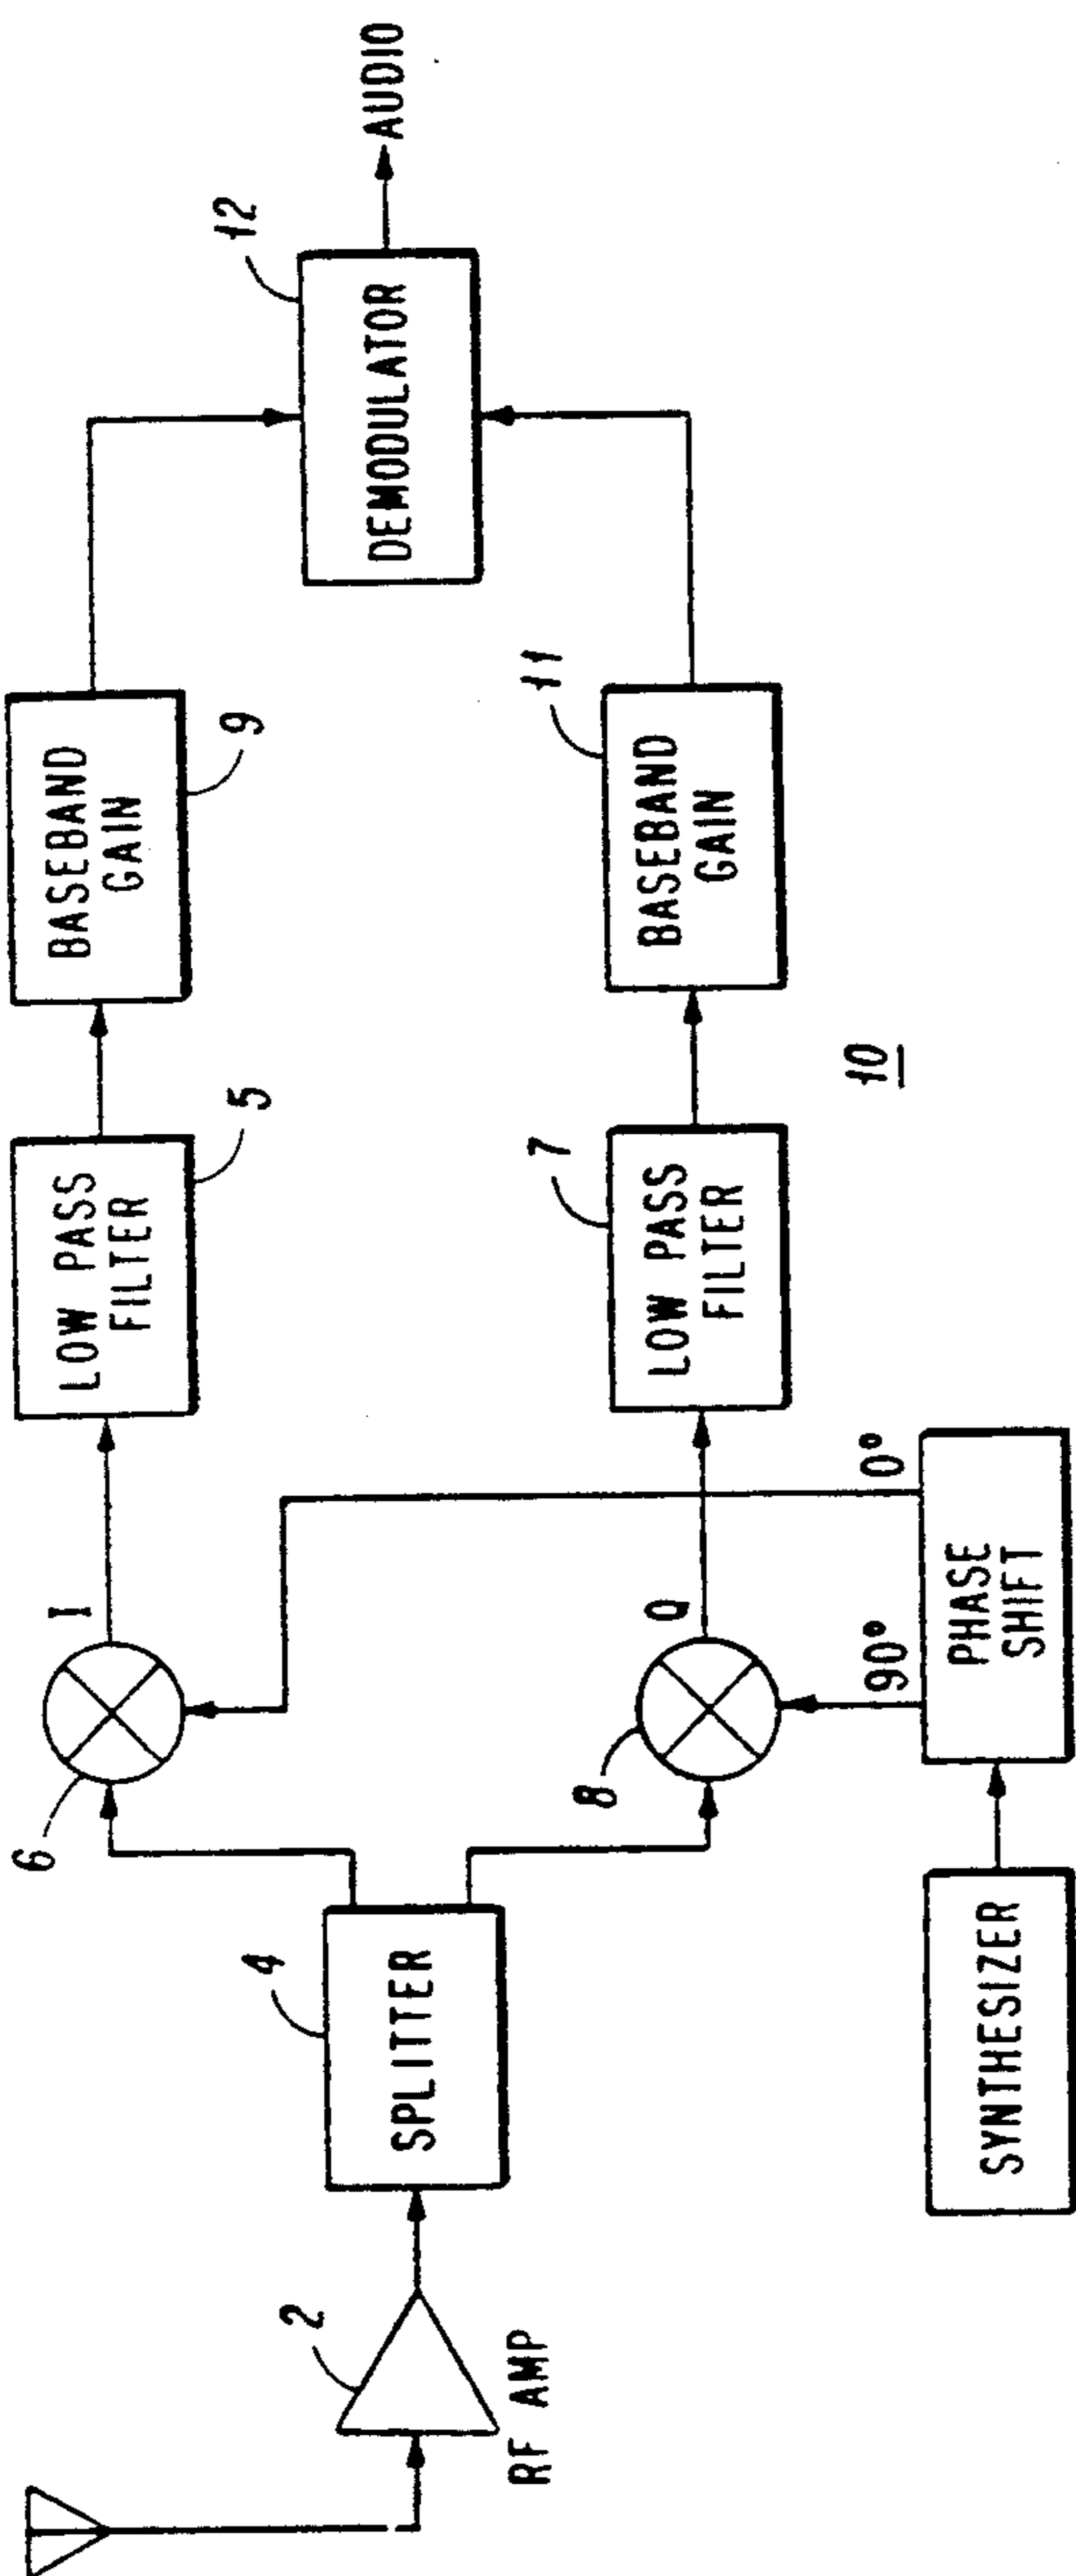 2
RF AMP
4
SPLITTER
6
I
8
Q
90°
0°
SYNTHESIZER
PHASE
SHIFT
LOW PASS
FILTER
5
LOW PASS
FILTER
7
BASEBAND
GAIN
9
BASEBAND
GAIN
11
10
DEMODULATOR
12
AUDIO